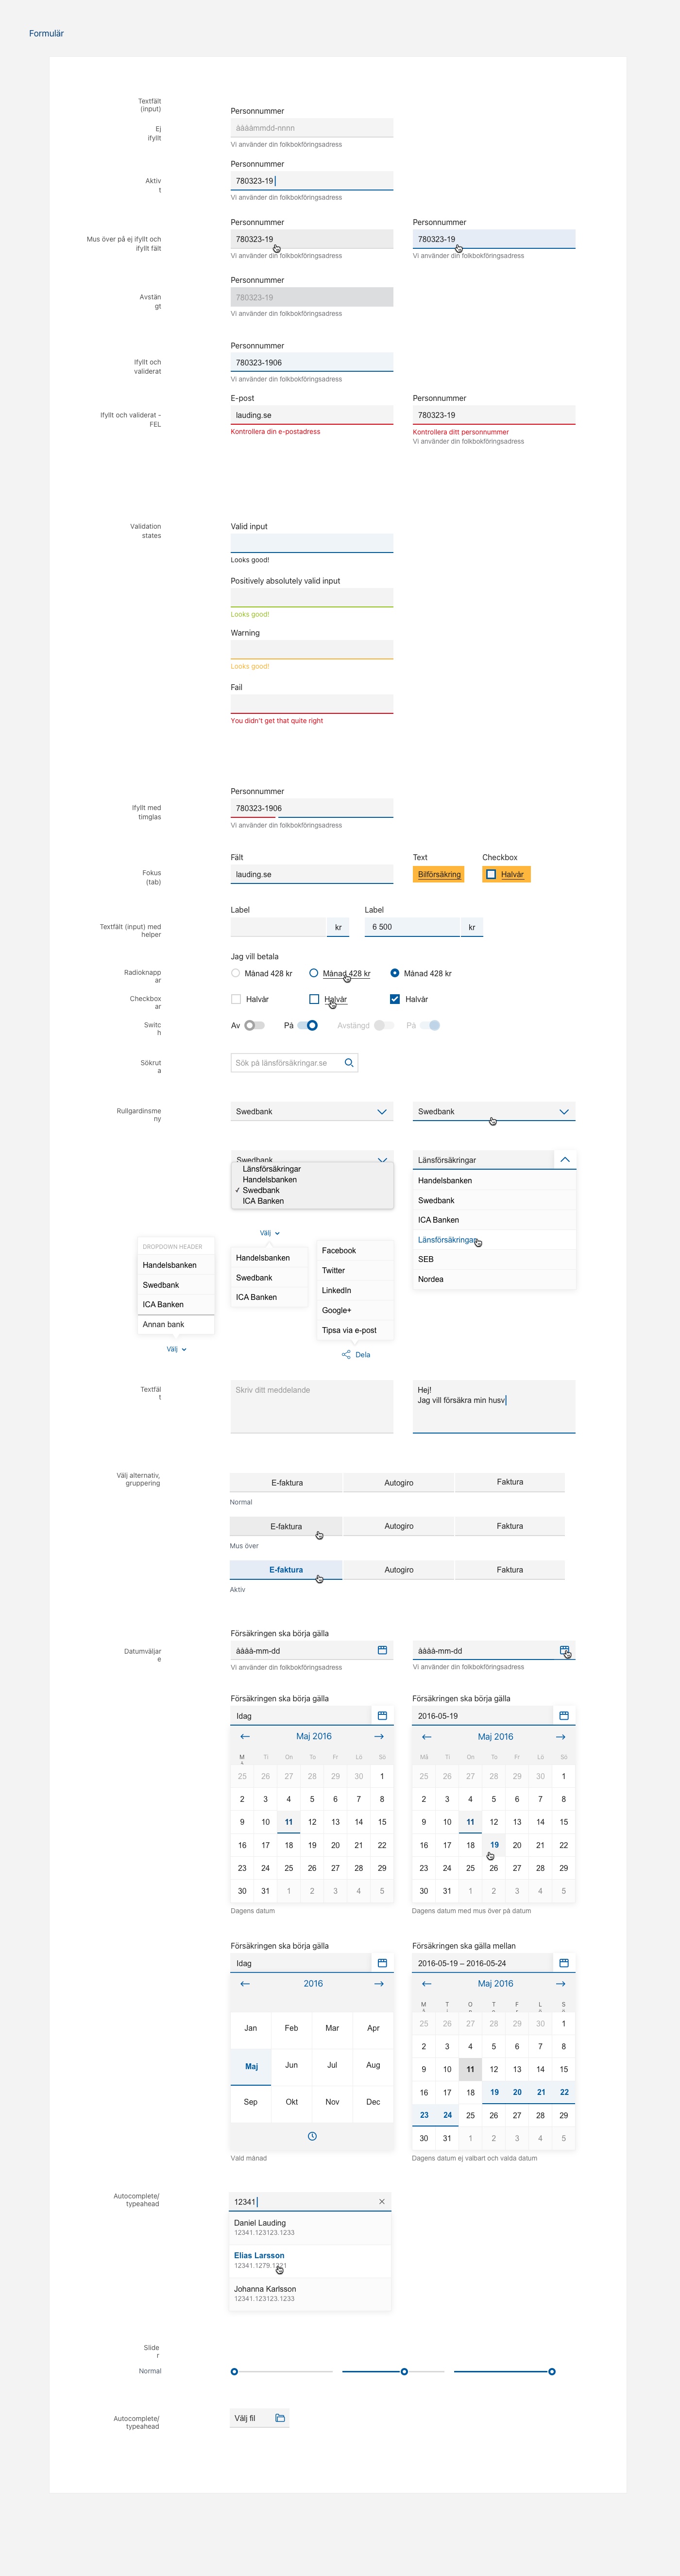 Formulär
Textfält
(input)
Personnummer
Ej
ifyllt
ååååmmdd-nnnn
Vi använder din folkbokföringsadress
Personnummer
Aktiv
t
780323-19
Vi använder din folkbokföringsadress
Personnummer
Personnummer
Mus över på ej ifyllt och
ifyllt fält
780323-19
780323-19
Vi använder din folkbokföringsadress
Vi använder din folkbokföringsadress
Personnummer
Avstän
gt
780323-19
Vi använder din folkbokföringsadress
Personnummer
Ifyllt och
validerat
780323-1906
Vi använder din folkbokföringsadress
E-post
Personnummer
Ifyllt och validerat -
FEL
lauding.se
780323-19
Kontrollera din e-postadress
Kontrollera ditt personnummer
Vi använder din folkbokföringsadress
Validation
states
Valid input
Looks good!
Positively absolutely valid input
Looks good!
Warning
Looks good!
Fail
You didn't get that quite right
Personnummer
Ifyllt med
timglas
780323-1906
Vi använder din folkbokföringsadress
Fält
Text
Checkbox
Fokus
(tab)
lauding.se
Bilförsäkring
Halvår
Label
Label
Textfält (input) med
helper
kr
6 500
kr
Jag vill betala
Radioknapp
ar
Månad 428 kr
Månad 428 kr
Månad 428 kr
Checkbox
ar
Halvår
Halvår
Halvår
Switc
h
Av
På
Avstängd
På
Sökrut
a
Sök på länsförsäkringar.se
Rullgardinsme
ny
Swedbank
Swedbank
Swedbank
Länsförsäkringar
Handelsbanken
✓ Swedbank
ICA Banken
Länsförsäkringar
Handelsbanken
Swedbank
ICA Banken
Länsförsäkringar
SEB
Nordea
DROPDOWN HEADER
Handelsbanken
Swedbank
ICA Banken
Annan bank
Välj
Välj
Handelsbanken
Swedbank
ICA Banken
Facebook
Twitter
LinkedIn
Google+
Tipsa via e-post
Dela
Textfäl
t
Skriv ditt meddelande
Hej!
Jag vill försäkra min husv
Välj alternativ,
gruppering
E-faktura
Autogiro
Faktura
Normal
E-faktura
Autogiro
Faktura
Mus över
E-faktura
Autogiro
Faktura
Aktiv
Datumväljar
e
Försäkringen ska börja gälla
åååå-mm-dd
åååå-mm-dd
Vi använder din folkbokföringsadress
Vi använder din folkbokföringsadress
Försäkringen ska börja gälla
Idag
Maj 2016
M Ti On To Fr Lö Sö
å
25 26 27 28 29 30 1
2 3 4 5 6 7 8
9 10 11 12 13 14 15
16 17 18 19 20 21 22
23 24 25 26 27 28 29
30 31 1 2 3 4 5
Dagens datum
Försäkringen ska börja gälla
2016-05-19
Maj 2016
Må Ti On To Fr Lö Sö
25 26 27 28 29 30 1
2 3 4 5 6 7 8
9 10 11 12 13 14 15
16 17 18 19 20 21 22
23 24 25 26 27 28 29
30 31 1 2 3 4 5
Dagens datum med mus över på datum
Försäkringen ska börja gälla
Idag
2016
Jan Feb Mar Apr
Maj Jun Jul Aug
Sep Okt Nov Dec
Vald månad
Försäkringen ska gälla mellan
2016-05-19 – 2016-05-24
Maj 2016
M T O T F L S
25 26 27 28 29 30 1
2 3 4 5 6 7 8
9 10 11 12 13 14 15
16 17 18 19 20 21 22
23 24 25 26 27 28 29
30 31 1 2 3 4 5
Dagens datum ej valbart och valda datum
Autocomplete/
typeahead
12341
Daniel Lauding
12341.123123.1233
Elias Larsson
12341.1279.1221
Johanna Karlsson
12341.123123.1233
Slide
r
Normal
Autocomplete/
typeahead
Välj fil